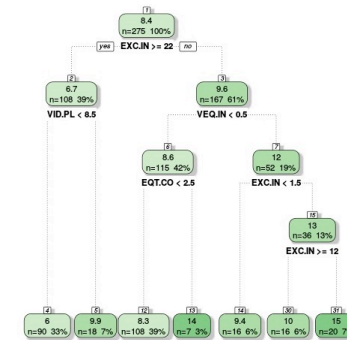 1
8.4
n=275 100%
yes EXC.IN >= 22 no
2 3
6.7 9.6
n=108 39% n=167 61%
VID.PL < 8.5 VEQ.IN < 0.5
6 7
8.6 12
n=115 42% n=52 19%
EQT.CO < 2.5 EXC.IN < 1.5
15
13
n=36 13%
EXC.IN >= 12
4 5 12 13 14 30 31
6 9.9 8.3 14 9.4 10 15
n=90 33% n=18 7% n=108 39% n=7 3% n=16 6% n=16 6% n=20 7%